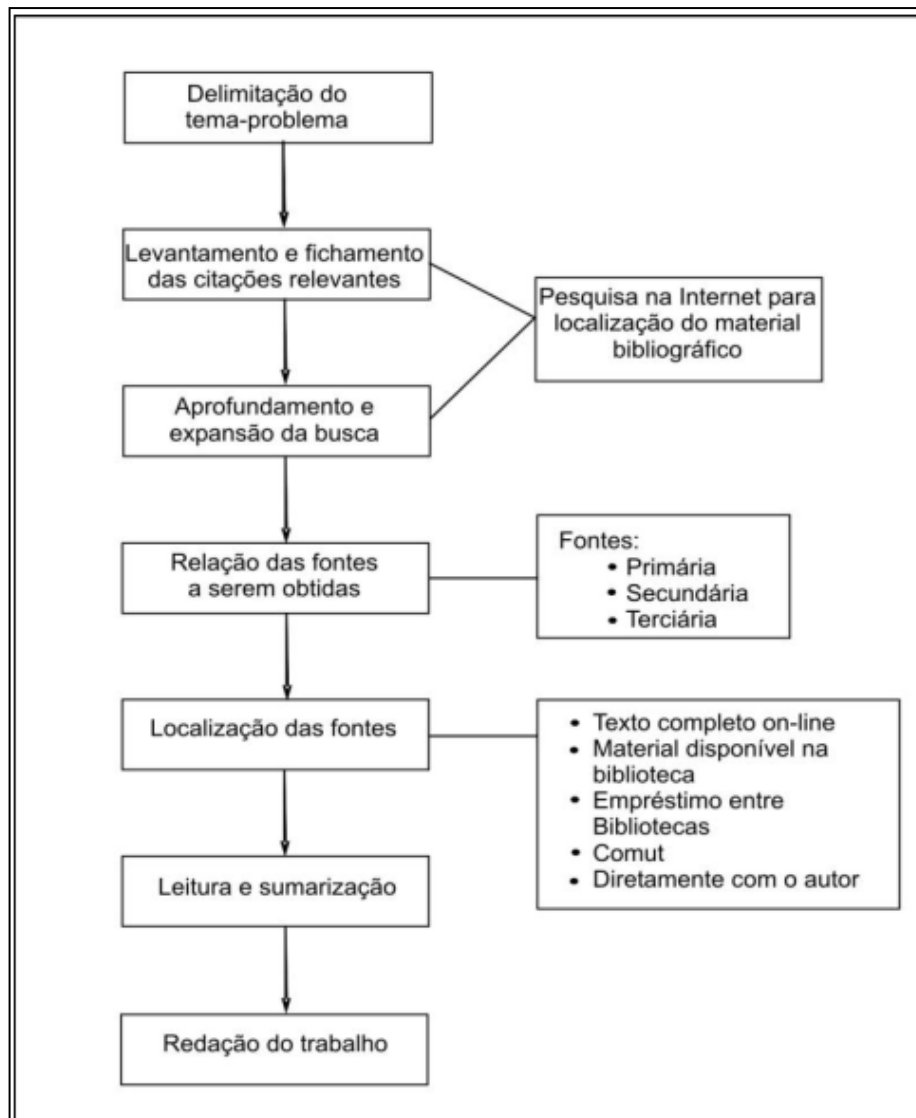 Delimitação do
tema-problema
Levantamento e fichamento
das citações relevantes
Pesquisa na Internet para
localização do material
bibliográfico
Aprofundamento e
expansão da busca
Relação das fontes
a serem obtidas
Fontes:
• Primária
• Secundária
• Terciária
Localização das fontes
• Texto completo on-line
• Material disponível na
biblioteca
• Empréstimo entre
Bibliotecas
• Comut
• Diretamente com o autor
Leitura e sumarização
Redação do trabalho